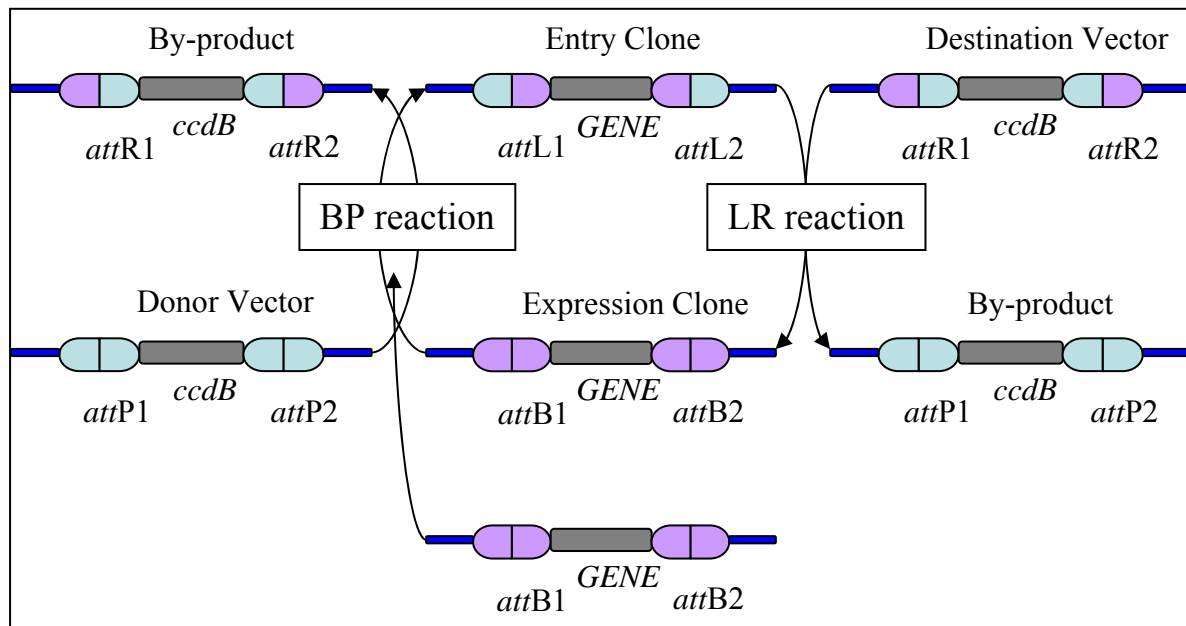 By-product
Entry Clone
Destination Vector
ccdB
GENE
ccdB
attR1
attR2
attL1
attL2
attR1
attR2
BP reaction
LR reaction
Donor Vector
Expression Clone
By-product
ccdB
GENE
ccdB
attP1
attP2
attB1
attB2
attP1
attP2
GENE
attB1
attB2